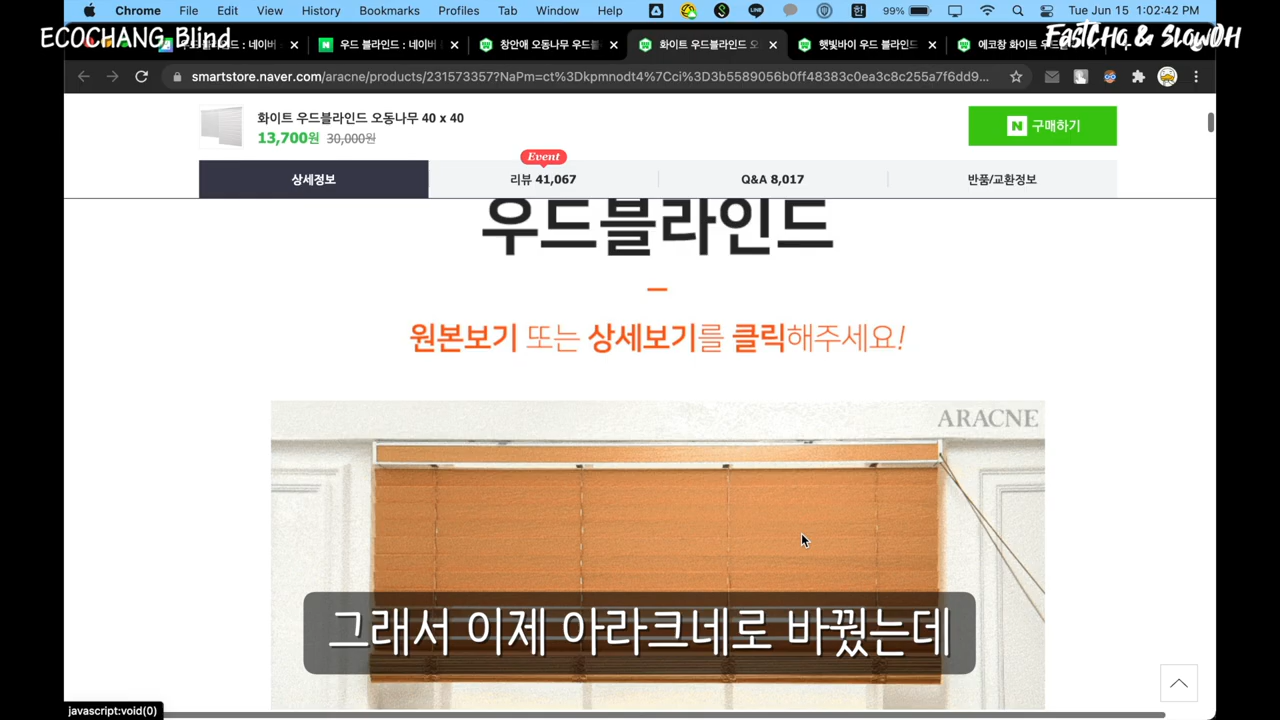 Chrome File Edit View History Bookmarks Profiles Tab Window Help 99% Tue Jun 15 1:02:42 PM
ECOCHANG Blind
FastCHo & SlowOH
우드 블라인드 : 네이버
창안에 오동나무 우드블
화이트 우드블라인드 오
햇빛바이 우드 블라인드
에코창 화이트 우드
smartstore.naver.com/aracne/products/231573357?NaPm=ct%3Dkpmnodt4%7Cci%3D3b5589056b0ff48383c0ea3c8c255a7f6dd9...
화이트 우드블라인드 오동나무 40 x 40
13,700원 30,000원
N 구매하기
Event
상세정보 리뷰 41,067 Q&A 8,017 반품/교환정보
우드블라인드
원본보기 또는 상세보기를 클릭해주세요!
ARACNE
그래서 이제 아라크네로 바꿨는데
javascript:void(0)